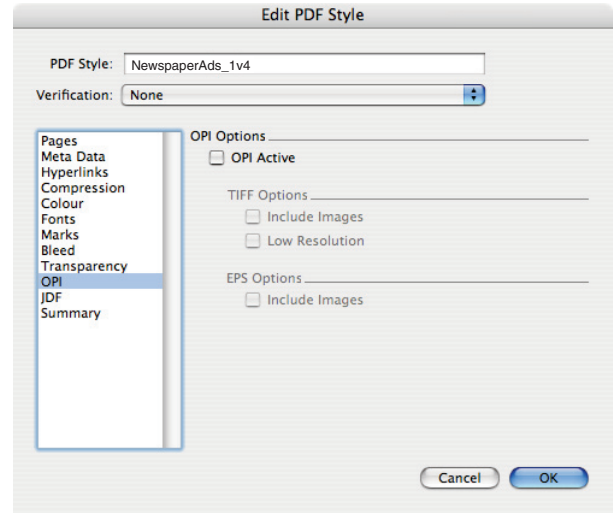 Edit PDF Style
PDF Style: NewspaperAds_1v4
Verification: None
Pages
Meta Data
Hyperlinks
Compression
Colour
Fonts
Marks
Bleed
Transparency
OPI
JDF
Summary
OPI Options
OPI Active
TIFF Options
Include Images
Low Resolution
EPS Options
Include Images
Cancel OK